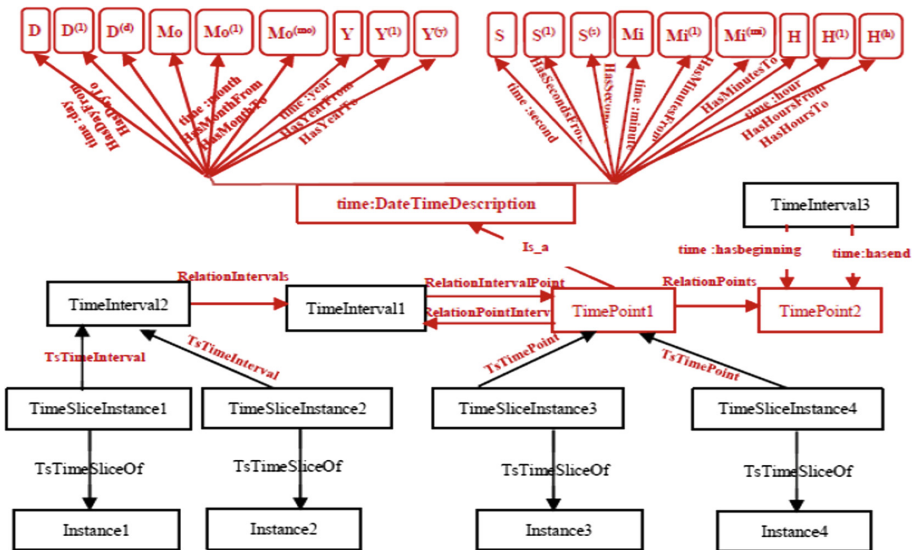 D D(1) D(d) Mo Mo(1) Mo(mo) Y Y(1) Y(y) S S(1) S(s) Mi Mi(1) Mi(mi) H H(1) H(h)
time :day
HasDayFrom
HasDayTo
time :month
HasMonthFrom
HasMonthTo
time :year
HasYearFrom
HasYearTo
time :second
HasSecondsFrom
time :minute
HasMinutesFrom
HasMinutesTo
time :hour
HasHoursFrom
HasHoursTo
time:DateTimeDescription
TimeInterval3
Is_a
time :hasbeginning
time:hasend
RelationIntervals
RelationIntervalPoint
RelationPoints
TimeInterval2
TimeInterval1
RelationPointInterv
TimePoint1
TimePoint2
TsTimeInterval
TsTimeInterval
TsTimePoint
TsTimePoint
TimeSliceInstance1
TimeSliceInstance2
TimeSliceInstance3
TimeSliceInstance4
TsTimeSliceOf
TsTimeSliceOf
TsTimeSliceOf
TsTimeSliceOf
Instance1
Instance2
Instance3
Instance4